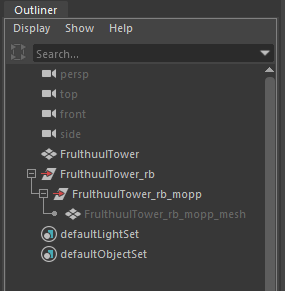 Outliner
Display Show Help
Search...
persp
top
front
side
FrulthuulTower
FrulthuulTower_rb
FrulthuulTower_rb_mopp
FrulthuulTower_rb_mopp_mesh
defaultLightSet
defaultObjectSet